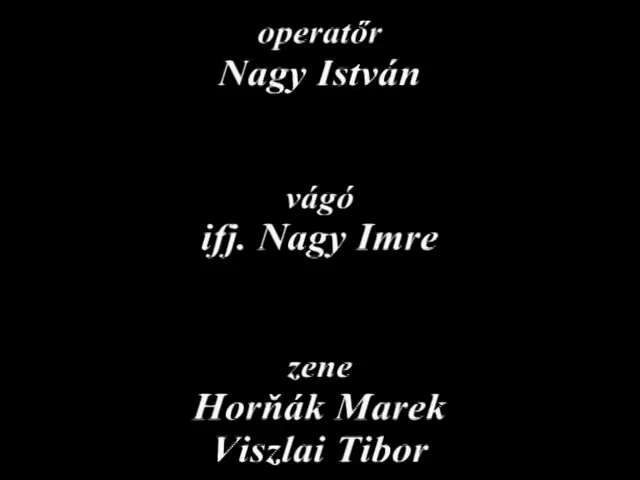 operatőr
Nagy István
vágó
ifj. Nagy Imre
zene
Horňák Marek
Viszlai Tibor